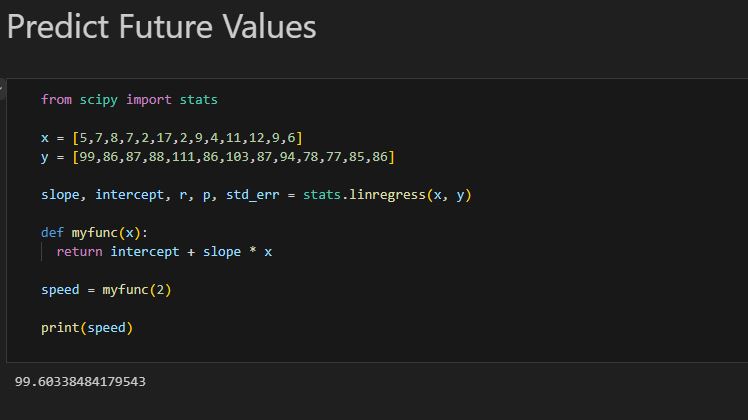 Predict Future Values
from scipy import stats
x = [5,7,8,7,2,17,2,9,4,11,12,9,6]
y = [99,86,87,88,111,86,103,87,94,78,77,85,86]
slope, intercept, r, p, std_err = stats.linregress(x, y)
def myfunc(x):
  return intercept + slope * x
speed = myfunc(2)
print(speed)
99.60338484179543